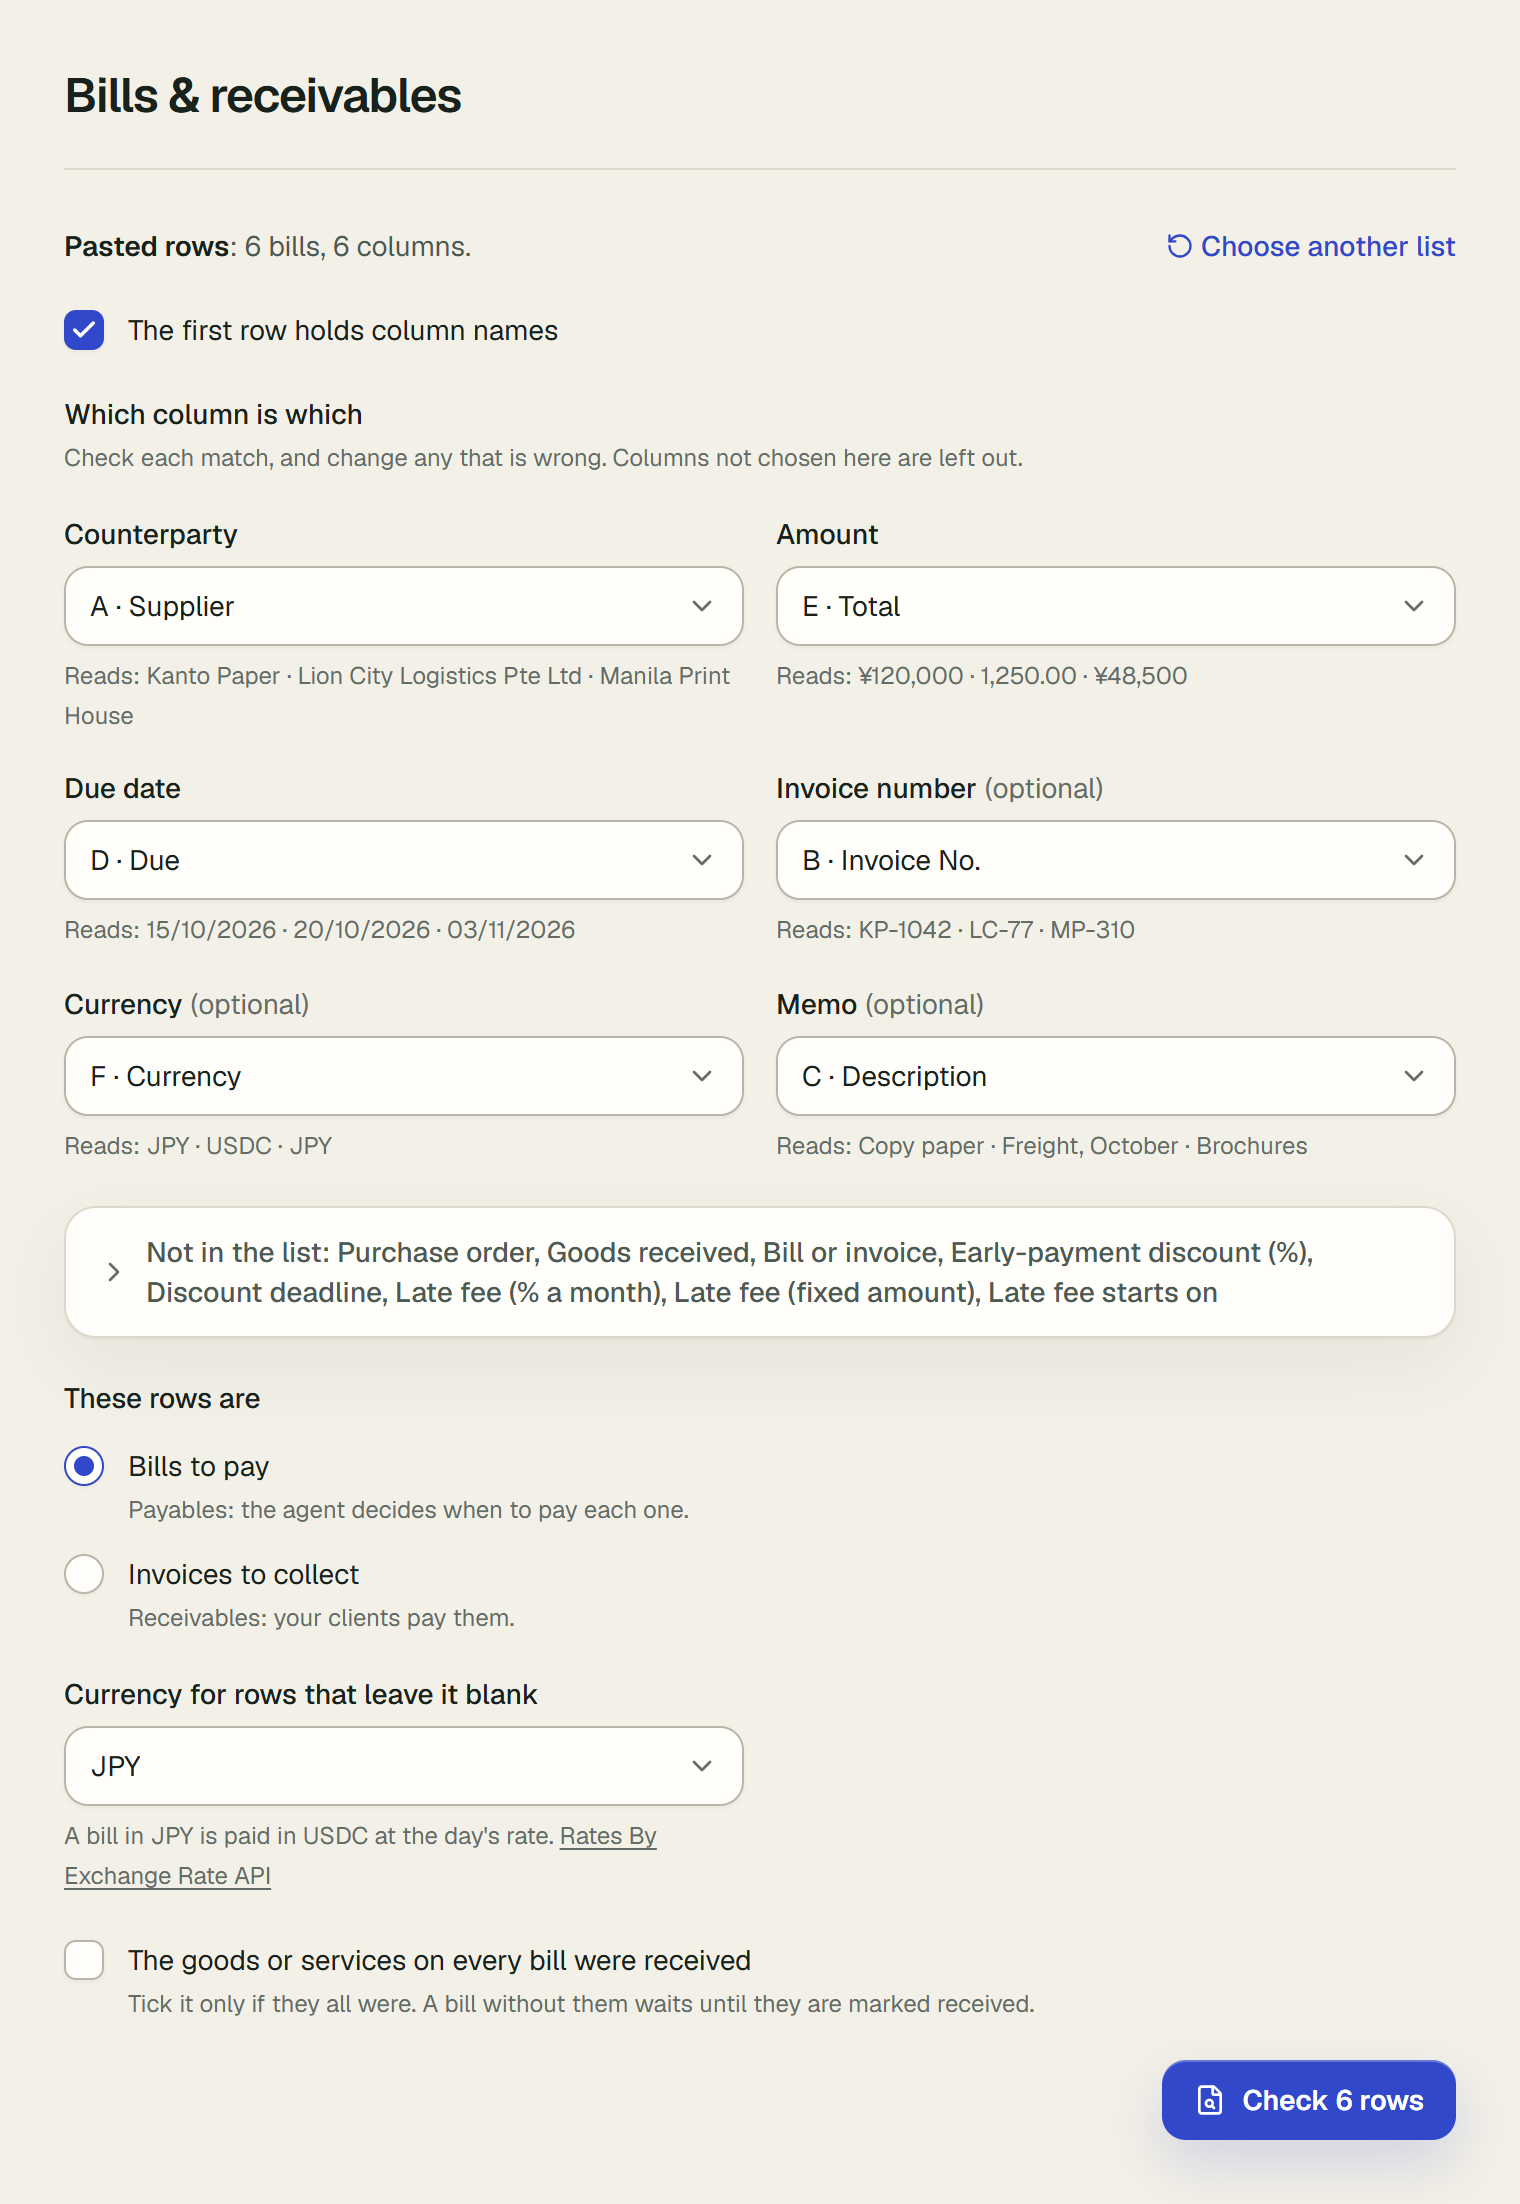 Bills & receivables
Pasted rows: 6 bills, 6 columns.
Choose another list
The first row holds column names
Which column is which
Check each match, and change any that is wrong. Columns not chosen here are left out.
Counterparty
A · Supplier
Reads: Kanto Paper · Lion City Logistics Pte Ltd · Manila Print
House
Amount
E · Total
Reads: ¥120,000 · 1,250.00 · ¥48,500
Due date
D · Due
Reads: 15/10/2026 · 20/10/2026 · 03/11/2026
Invoice number (optional)
B · Invoice No.
Reads: KP-1042 · LC-77 · MP-310
Currency (optional)
F · Currency
Reads: JPY · USDC · JPY
Memo (optional)
C · Description
Reads: Copy paper · Freight, October · Brochures
Not in the list: Purchase order, Goods received, Bill or invoice, Early-payment discount (%),
Discount deadline, Late fee (% a month), Late fee (fixed amount), Late fee starts on
These rows are
Bills to pay
Payables: the agent decides when to pay each one.
Invoices to collect
Receivables: your clients pay them.
Currency for rows that leave it blank
JPY
A bill in JPY is paid in USDC at the day's rate. Rates By
Exchange Rate API
The goods or services on every bill were received
Tick it only if they all were. A bill without them waits until they are marked received.
Check 6 rows